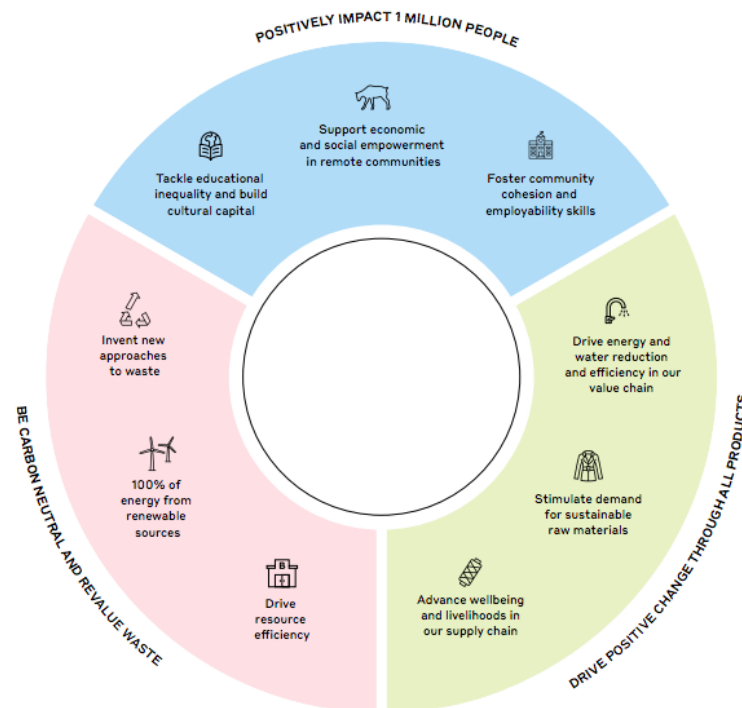 POSITIVELY IMPACT 1 MILLION PEOPLE
Support economic
and social empowerment
in remote communities
Tackle educational
inequality and build
cultural capital
Foster community
cohesion and
employability skills
Invent new
approaches
to waste
Drive energy and
water reduction
and efficiency in our
value chain
100% of
energy from
renewable
sources
Stimulate demand
for sustainable
raw materials
B
Drive
resource
efficiency
Advance wellbeing
and livelihoods in
our supply chain
BE CARBON NEUTRAL AND REVALUE WASTE
DRIVE POSITIVE CHANGE THROUGH ALL PRODUCTS